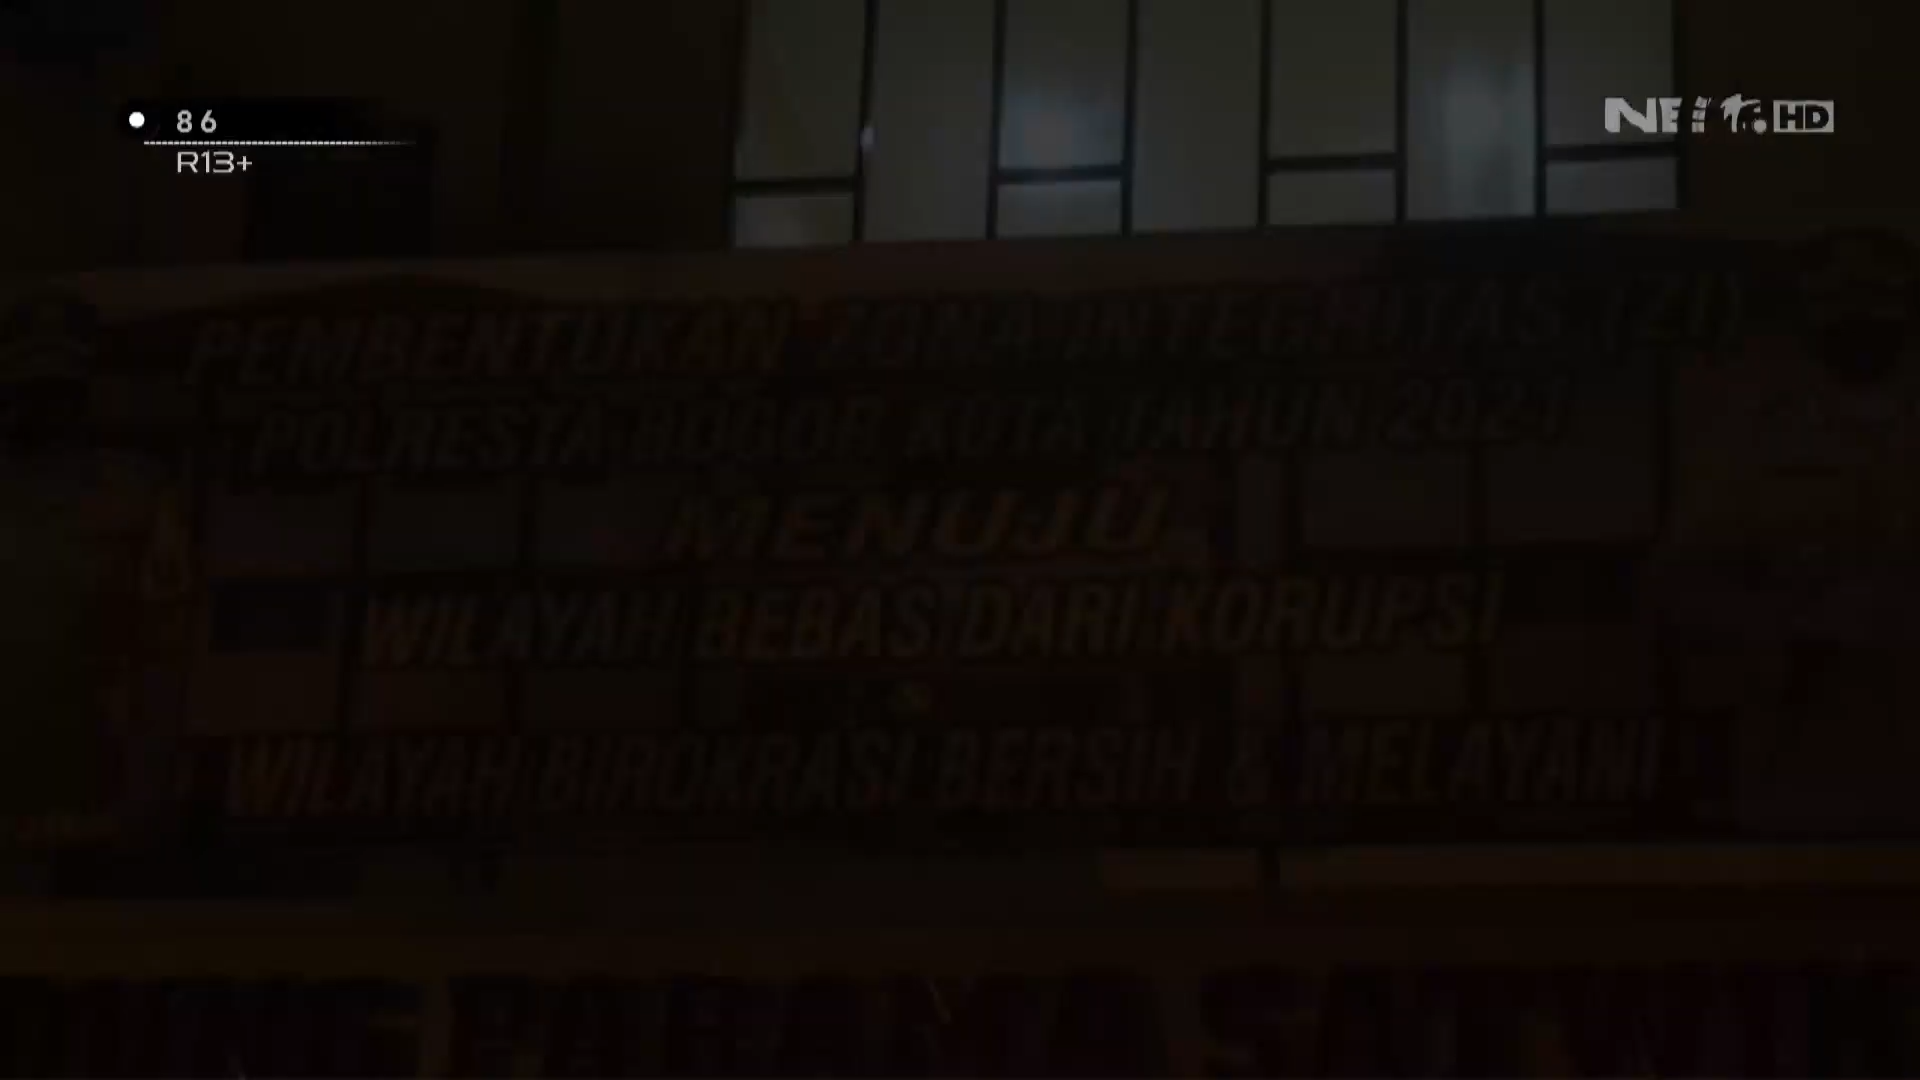 86
R13+
NET. HD
PEMBENTUKAN ZONA INTEGRITAS (ZI)
POLRESTA BOGOR KOTA TAHUN 2021
MENUJU
WILAYAH BEBAS DARI KORUPSI
&
WILAYAH BIROKRASI BERSIH & MELAYANI